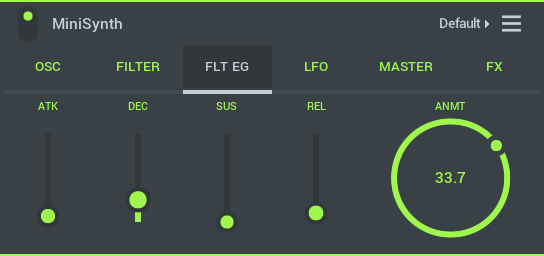 MiniSynth
Default
OSC FILTER FLT EG LFO MASTER FX
ATK DEC SUS REL ANMT
33.7